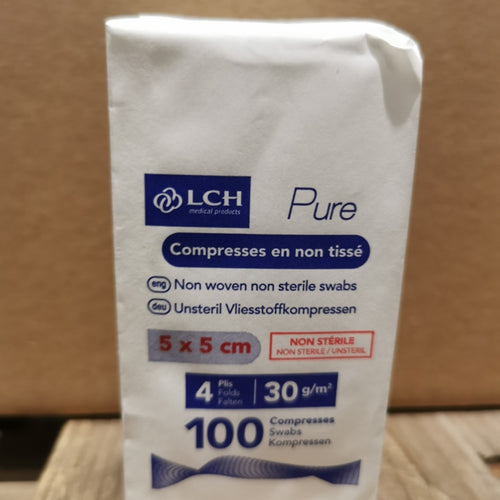 LCH
medical products
Pure
Compresses en non tissé
eng Non woven non sterile swabs
deu Unsteril Vliesstoffkompressen
5 x 5 cm
NON STÉRILE
NON STERILE / UNSTERIL
4 Plis
Folds
Falten
30 g/m²
100 Compresses
Swabs
Kompressen